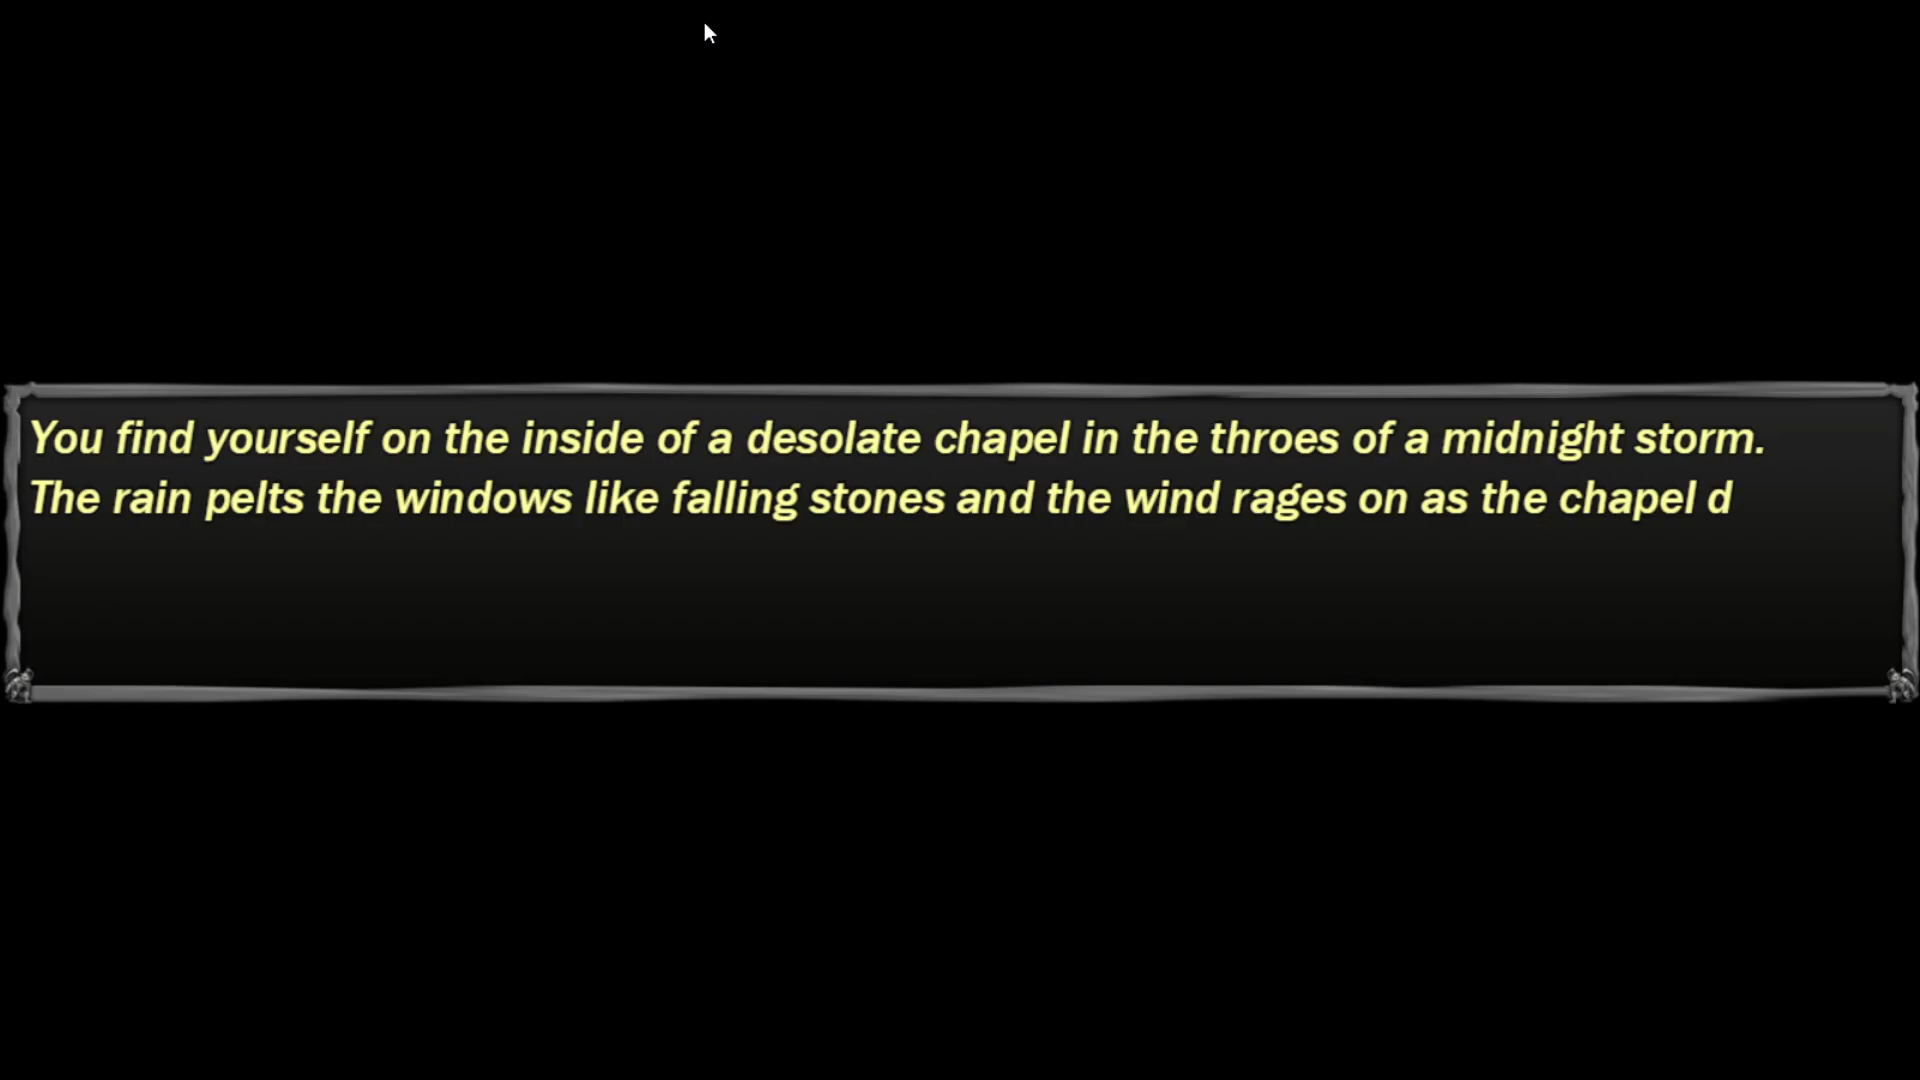 You find yourself on the inside of a desolate chapel in the throes of a midnight storm.
The rain pelts the windows like falling stones and the wind rages on as the chapel d